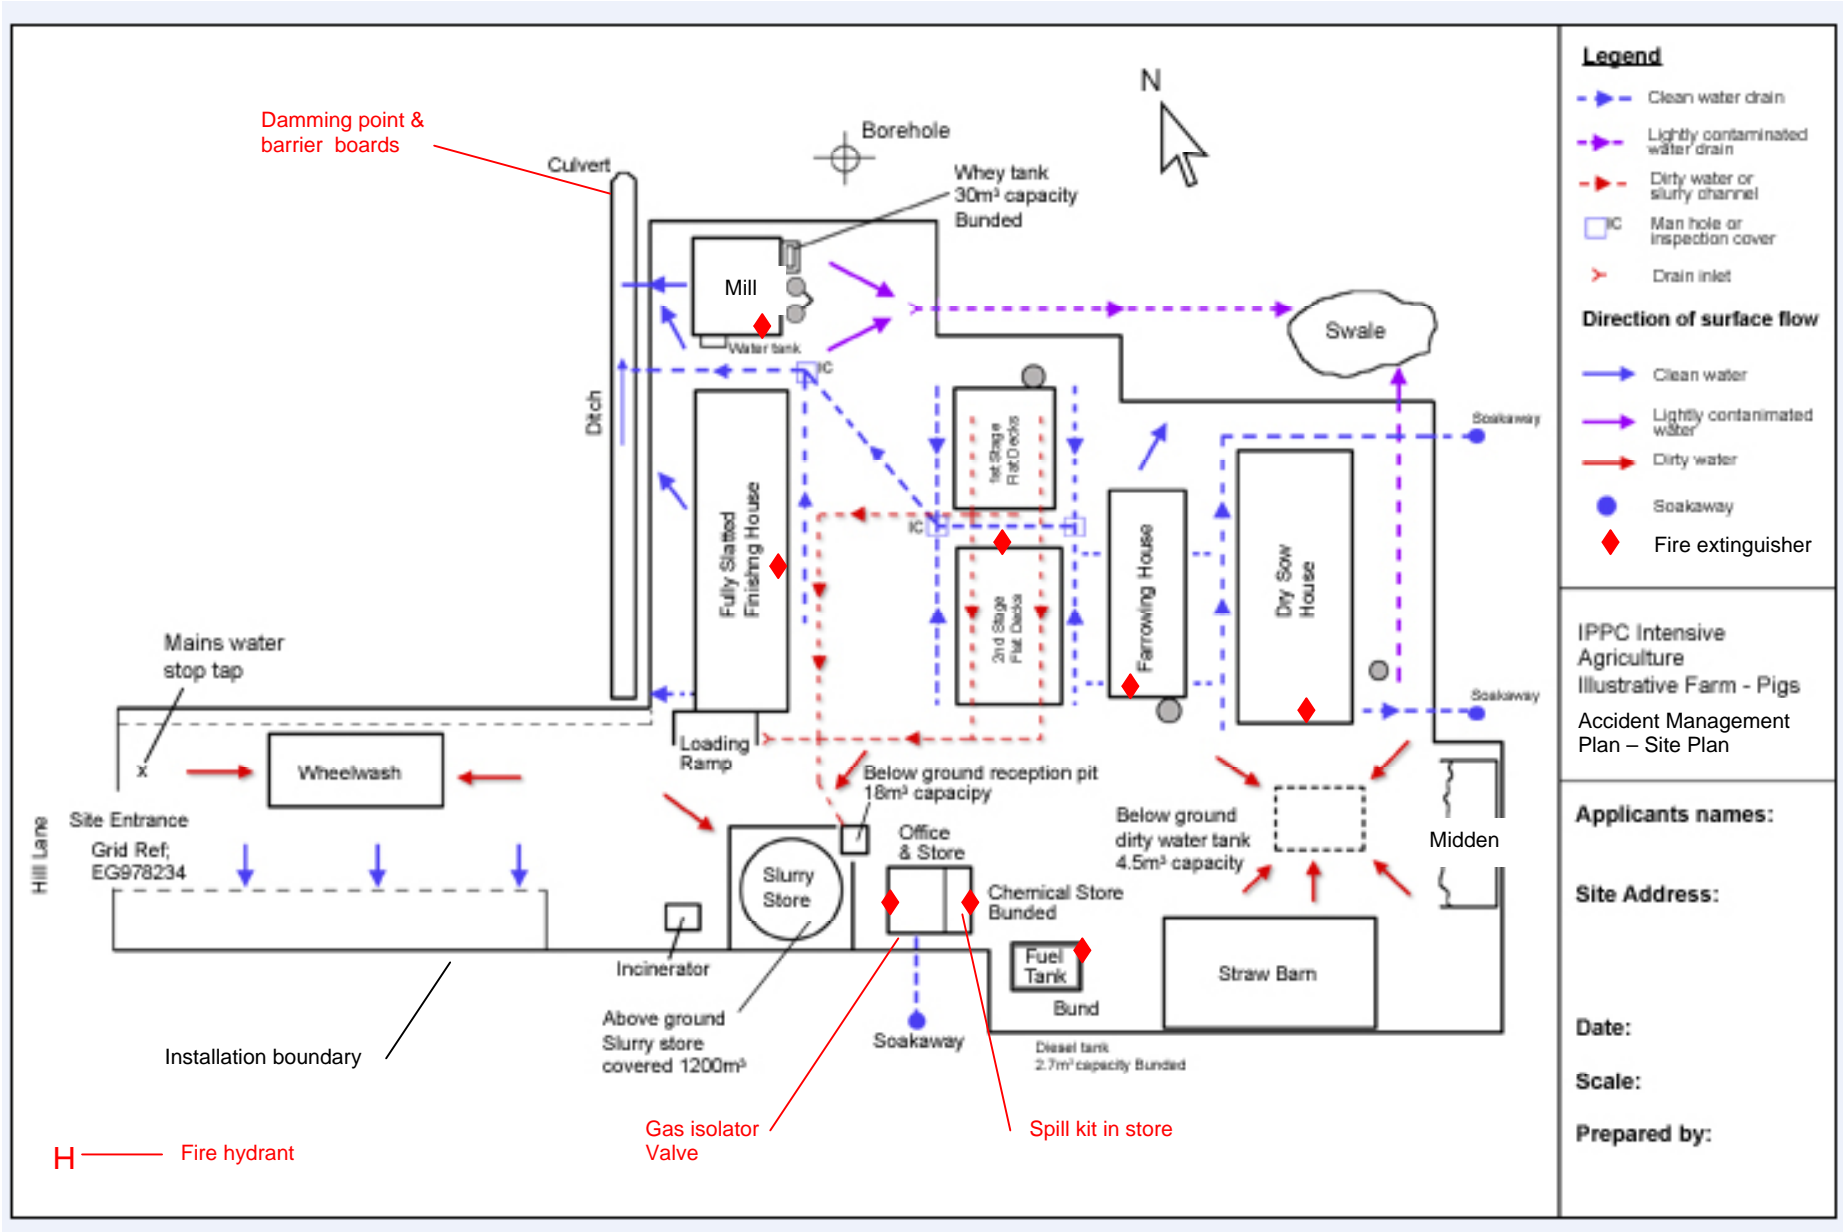 N
Damming point &
barrier boards
Culvert
Borehole
Whey tank
30m³ capacity
Bunded
Mill
Water tank
IC
Swale
Ditch
1st Stage
Flat Decks
Soakaway
Fully Slatted
Finishing House
IC
2nd Stage
Flat Decks
Farrowing House
Dry Sow
House
Soakaway
Mains water
stop tap
x
Wheelwash
Loading
Ramp
Below ground reception pit
18m³ capacipy
Site Entrance
Grid Ref;
EG978234
Hill Lane
Slurry
Store
Office
& Store
Chemical Store
Bunded
Below ground
dirty water tank
4.5m³ capacity
Midden
Incinerator
Fuel
Tank
Bund
Straw Barn
Above ground
Slurry store
covered 1200m³
Soakaway
Diesel tank
2.7m³ capacity Bunded
Installation boundary
Gas isolator
Valve
Spill kit in store
H
Fire hydrant
Legend
Clean water drain
Lightly contaminated
water drain
Dirty water or
slurry channel
IC
Man hole or
inspection cover
Drain inlet
Direction of surface flow
Clean water
Lightly contanimated
water
Dirty water
Soakaway
Fire extinguisher
IPPC Intensive
Agriculture
Illustrative Farm - Pigs
Accident Management
Plan – Site Plan
Applicants names:
Site Address:
Date:
Scale:
Prepared by: